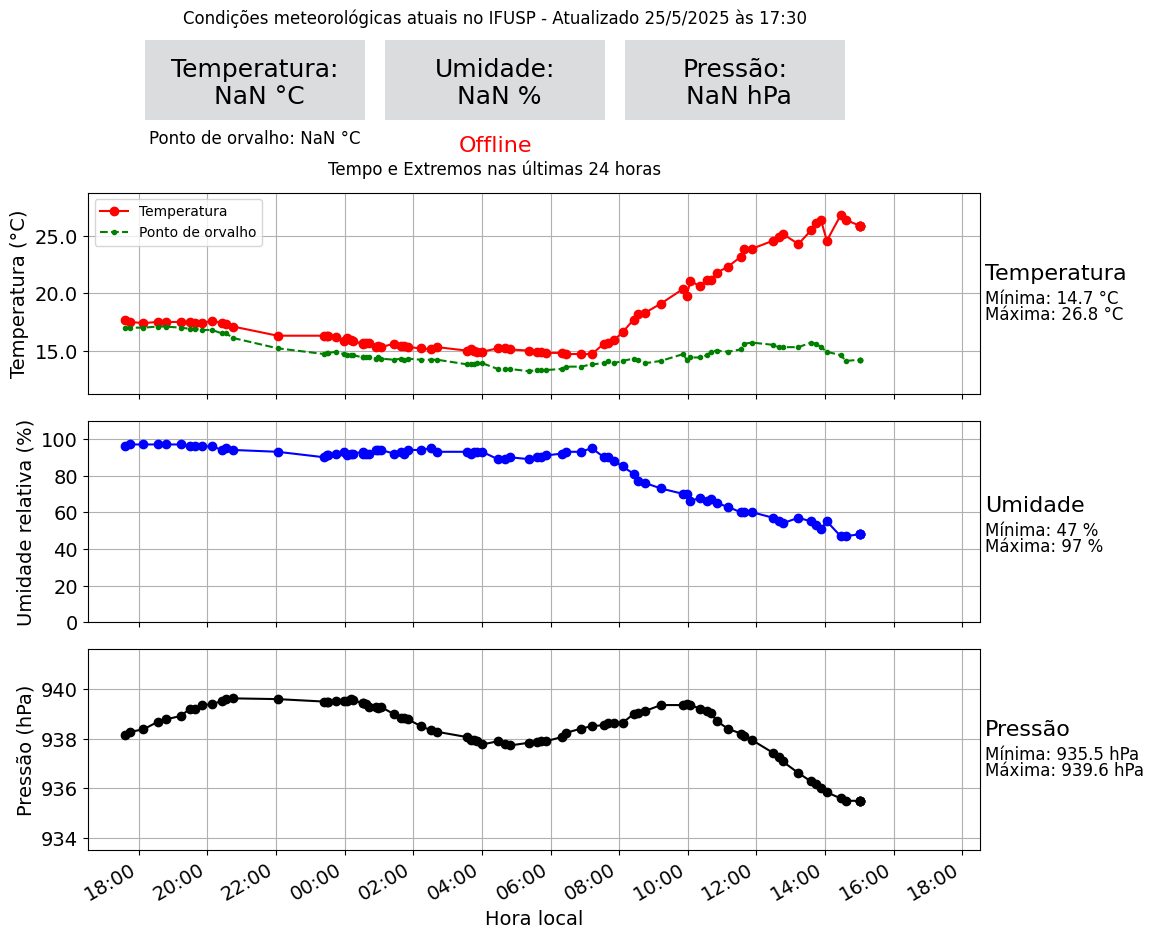 Condições meteorológicas atuais no IFUSP - Atualizado 25/5/2025 às 17:30
Temperatura:
NaN °C
Umidade:
NaN %
Pressão:
NaN hPa
Ponto de orvalho: NaN °C
Offline
Tempo e Extremos nas últimas 24 horas
Temperatura (°C)
25.0
20.0
15.0
Temperatura
Ponto de orvalho
Temperatura
Mínima: 14.7 °C
Máxima: 26.8 °C
Umidade relativa (%)
100
80
60
40
20
0
Umidade
Mínima: 47 %
Máxima: 97 %
Pressão (hPa)
940
938
936
934
Pressão
Mínima: 935.5 hPa
Máxima: 939.6 hPa
18:00
20:00
22:00
00:00
02:00
04:00
06:00
08:00
10:00
12:00
14:00
16:00
18:00
Hora local